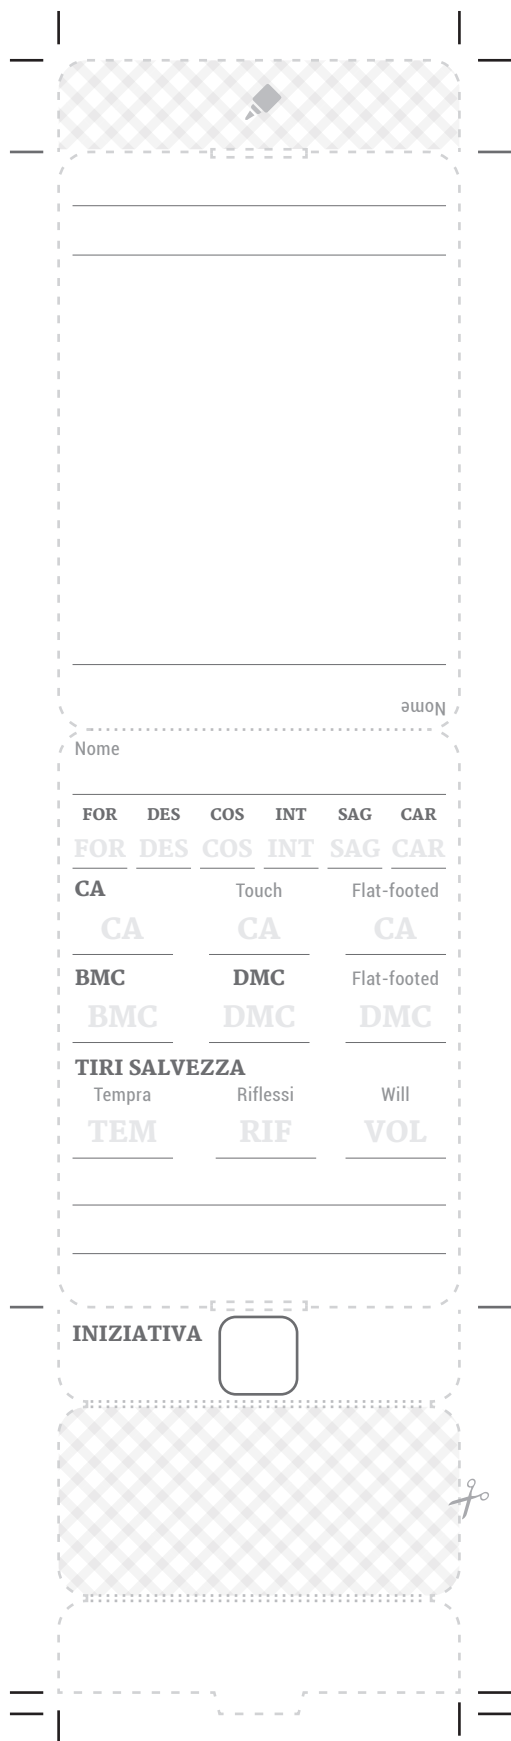 Nome
Nome
FOR DES COS INT SAG CAR
FOR DES COS INT SAG CAR
CA Touch Flat-footed
CA CA CA
BMC DMC Flat-footed
BMC DMC DMC
TIRI SALVEZZA
Tempra Riflessi Will
TEM RIF VOL
INIZIATIVA